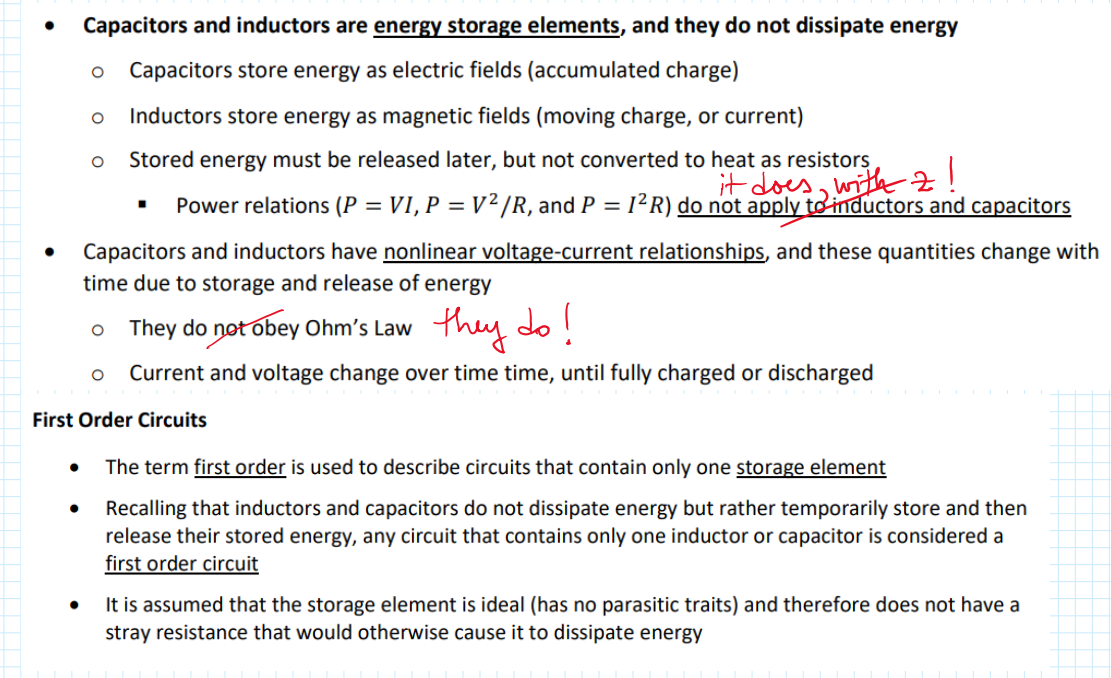 • Capacitors and inductors are energy storage elements, and they do not dissipate energy
o Capacitors store energy as electric fields (accumulated charge)
o Inductors store energy as magnetic fields (moving charge, or current)
o Stored energy must be released later, but not converted to heat as resistors
it does, with z !
▪ Power relations (P = VI, P = V²/R, and P = I²R) do not apply to inductors and capacitors
• Capacitors and inductors have nonlinear voltage-current relationships, and these quantities change with
time due to storage and release of energy
o They do not obey Ohm's Law they do !
o Current and voltage change over time time, until fully charged or discharged
First Order Circuits
• The term first order is used to describe circuits that contain only one storage element
• Recalling that inductors and capacitors do not dissipate energy but rather temporarily store and then
release their stored energy, any circuit that contains only one inductor or capacitor is considered a
first order circuit
• It is assumed that the storage element is ideal (has no parasitic traits) and therefore does not have a
stray resistance that would otherwise cause it to dissipate energy